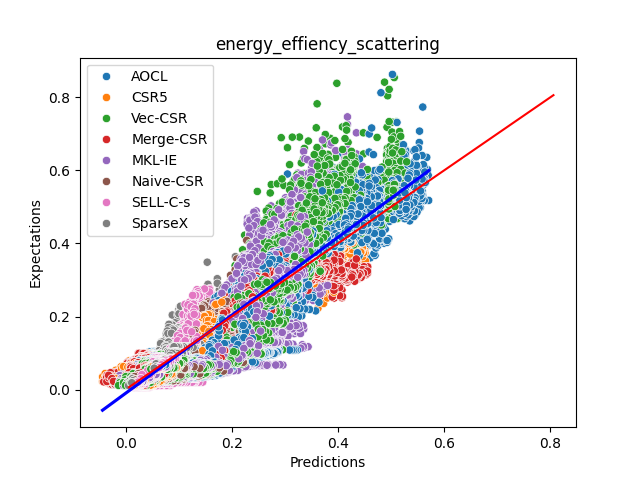 energy_effiency_scattering
AOCL
CSR5
Vec-CSR
Merge-CSR
MKL-IE
Naive-CSR
SELL-C-s
SparseX
Expectations
0.8
0.6
0.4
0.2
0.0
0.0 0.2 0.4 0.6 0.8
Predictions